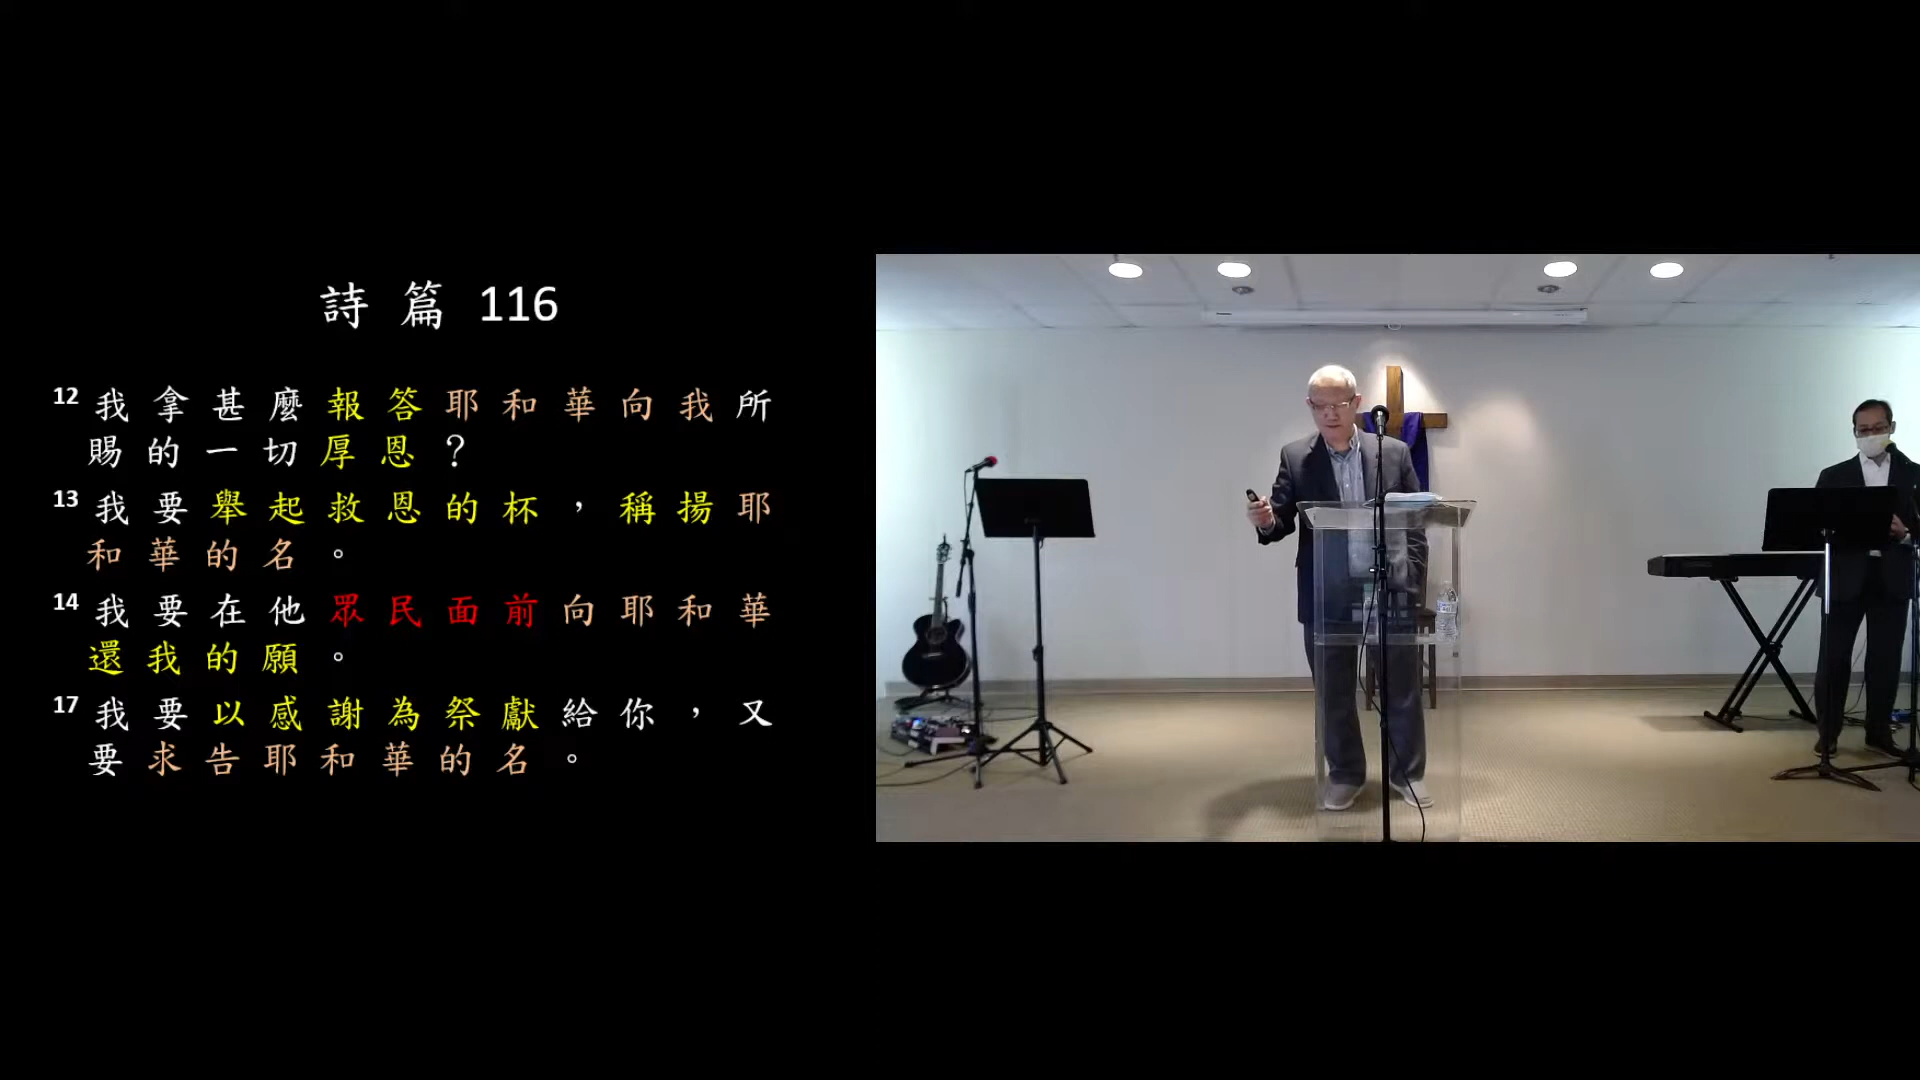 詩篇 116
12 我拿甚麼報答耶和華向我所
賜的一切厚恩？
13 我要舉起救恩的杯，稱揚耶
和華的名。
14 我要在他眾民面前向耶和華
還我的願。
17 我要以感謝為祭獻給你，又
要求告耶和華的名。